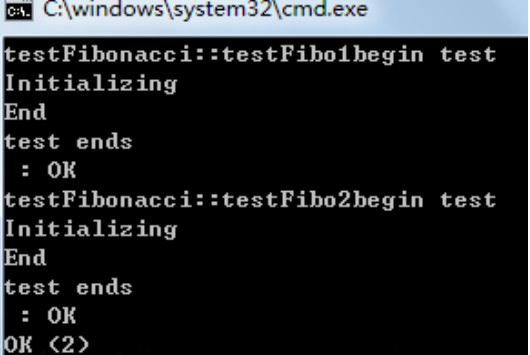 C:\windows\system32\cmd.exe
testFibonacci::testFibo1begin test
Initializing
End
test ends
 : OK
testFibonacci::testFibo2begin test
Initializing
End
test ends
 : OK
OK (2)